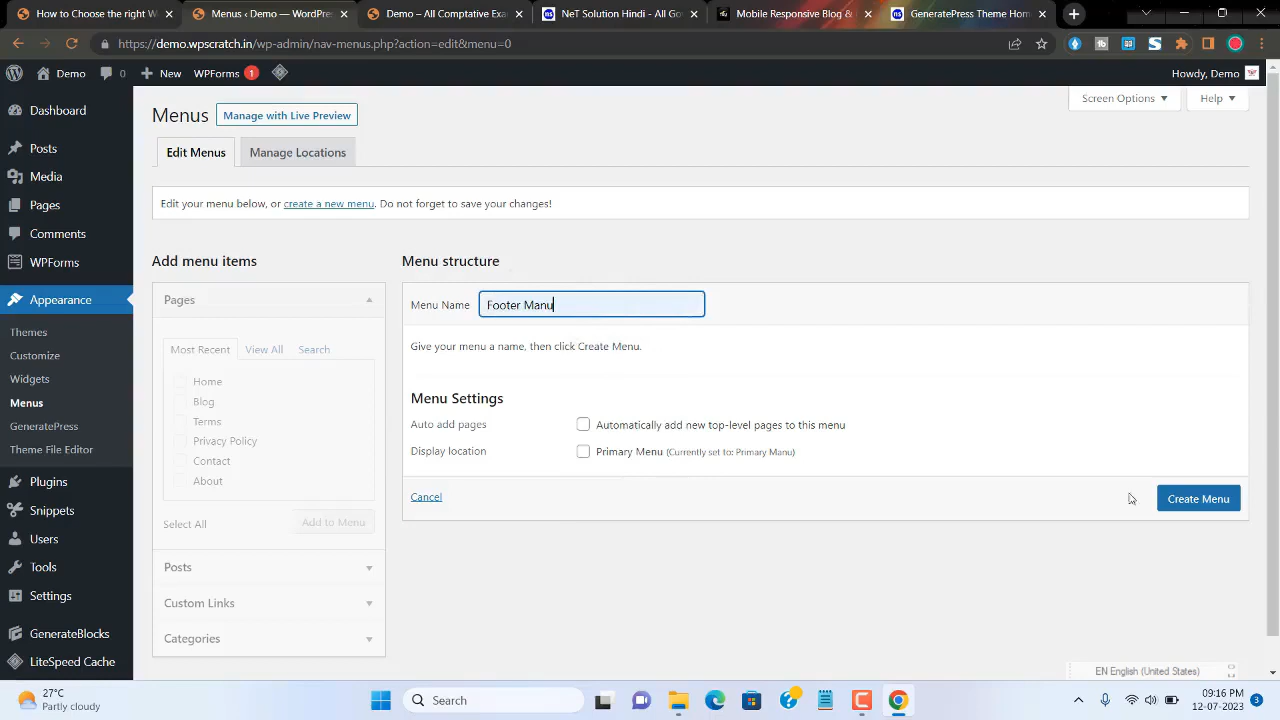 How to Choose the right W
Menus ‹ Demo — WordPre
Demo – All Comptative Exa
NeT Solution Hindi - All Go
Mobile Responsive Blog &
GeneratePress Theme Hom
https://demo.wpscratch.in/wp-admin/nav-menus.php?action=edit&menu=0
Demo
0
New
WPForms
1
Howdy, Demo
Dashboard
Posts
Media
Pages
Comments
WPForms
Appearance
Themes
Customize
Widgets
Menus
GeneratePress
Theme File Editor
Plugins
Snippets
Users
Tools
Settings
GenerateBlocks
LiteSpeed Cache
Screen Options
Help
Menus
Manage with Live Preview
Edit Menus
Manage Locations
Edit your menu below, or create a new menu. Do not forget to save your changes!
Add menu items
Pages
Most Recent
View All
Search
Home
Blog
Terms
Privacy Policy
Contact
About
Select All
Add to Menu
Posts
Custom Links
Categories
Menu structure
Menu Name
Footer Manu
Give your menu a name, then click Create Menu.
Menu Settings
Auto add pages
Automatically add new top-level pages to this menu
Display location
Primary Menu (Currently set to: Primary Manu)
Cancel
Create Menu
EN English (United States)
27°C
Partly cloudy
Search
09:16 PM
12-07-2023
3